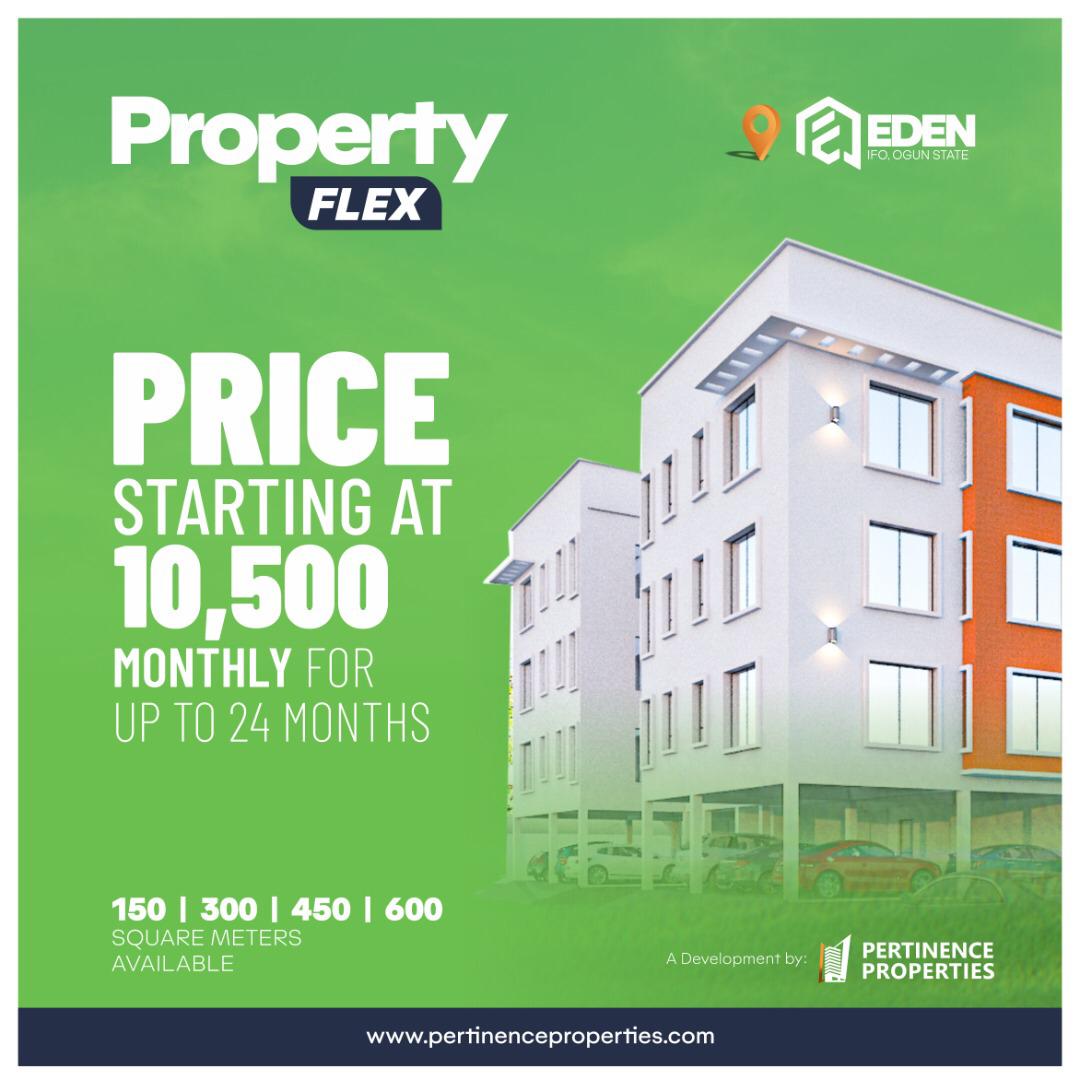 Property
FLEX
EDEN
IFO, OGUN STATE
PRICE
STARTING AT
10,500
MONTHLY FOR
UP TO 24 MONTHS
150 | 300 | 450 | 600
SQUARE METERS
AVAILABLE
A Development by:
PERTINENCE
PROPERTIES
www.pertinenceproperties.com